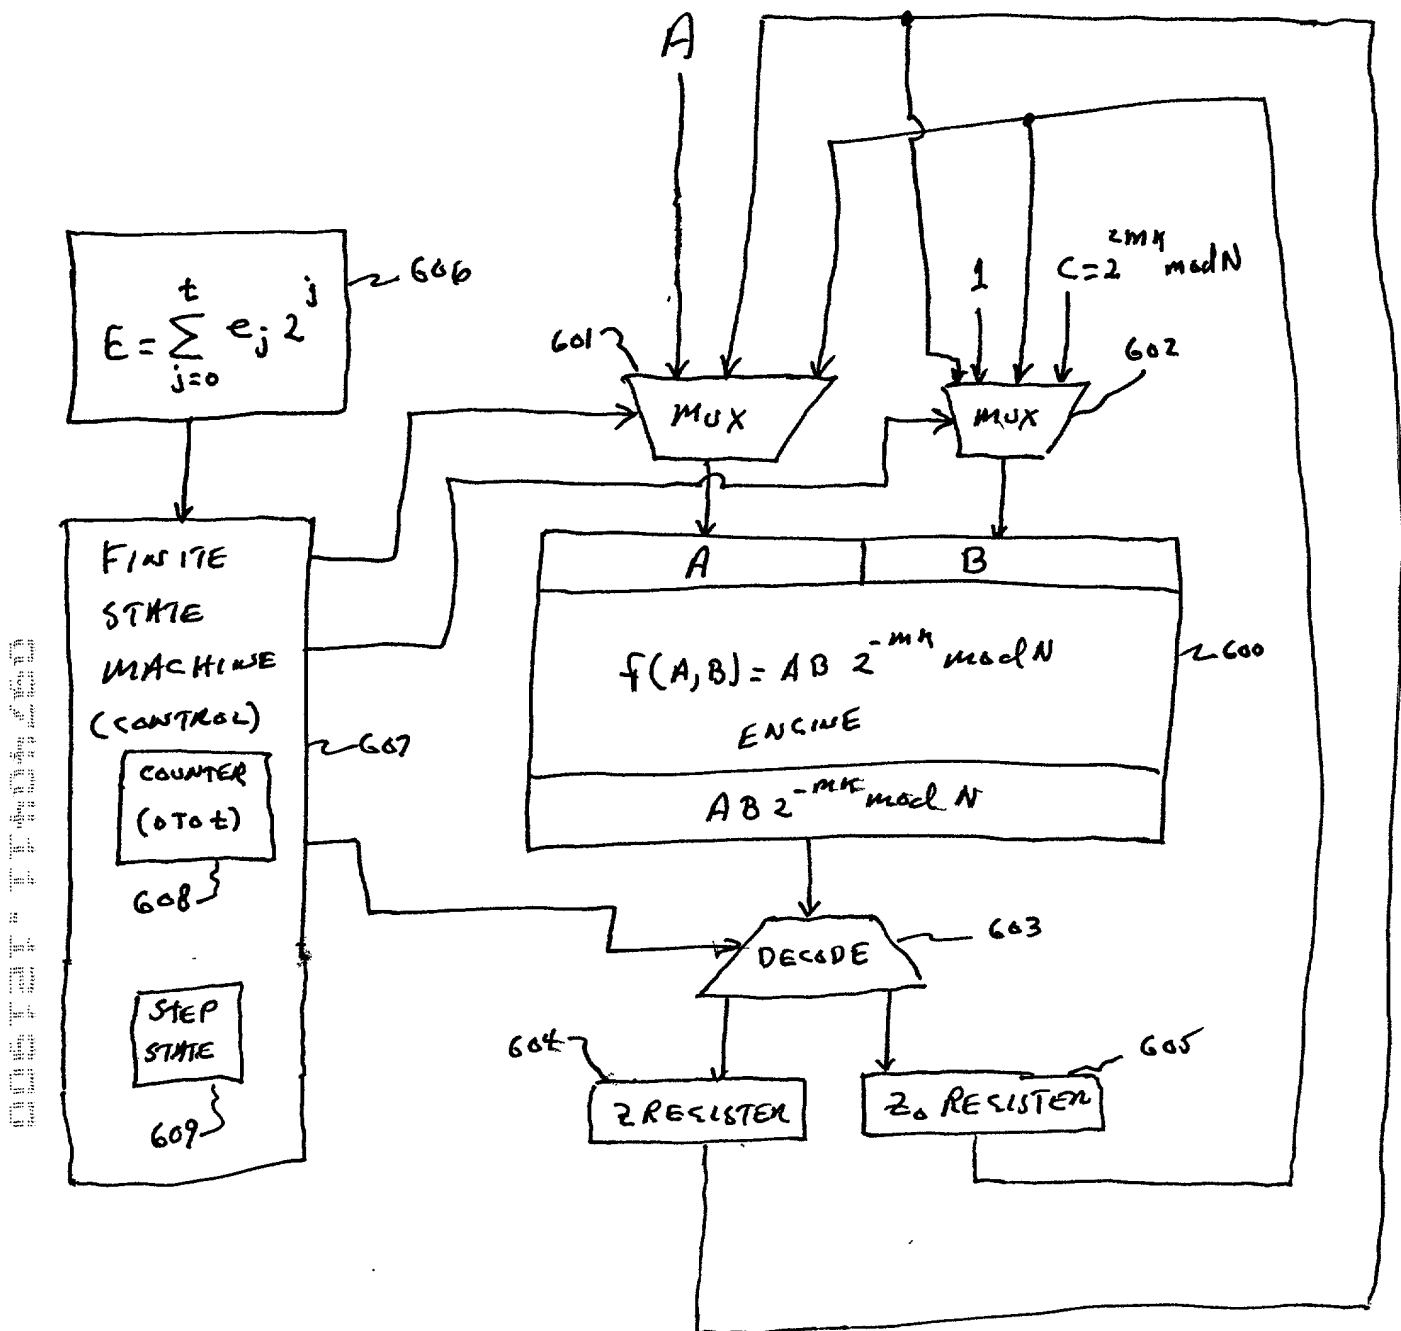 A
606
E = \sum_{j=0}^{t} e_j 2^j
1
C = 2^{2mk} mod N
601
602
MUX
MUX
FINITE
STATE
MACHINE
(CONTROL)
607
COUNTER
(0 TO t)
608
STEP
STATE
609
A
B
f(A,B) = AB 2^{-mk} mod N
ENGINE
600
AB 2^{-mk} mod N
DECODE
603
604
Z REGISTER
605
Z_0 REGISTER